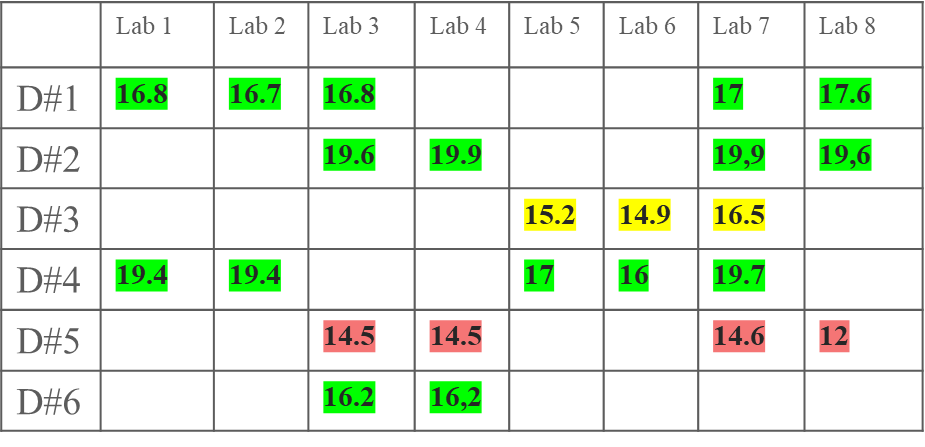 Lab 1 Lab 2 Lab 3 Lab 4 Lab 5 Lab 6 Lab 7 Lab 8
D#1 16.8 16.7 16.8 17 17.6
D#2 19.6 19.9 19,9 19,6
D#3 15.2 14.9 16.5
D#4 19.4 19.4 17 16 19.7
D#5 14.5 14.5 14.6 12
D#6 16.2 16,2